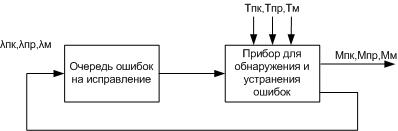 Тпк,Тпр,Тм
λпк,λпр,λм
Очередь ошибок
на исправление
Прибор для
обнаружения и
устранения
ошибок
Мпк,Мпр,Мм